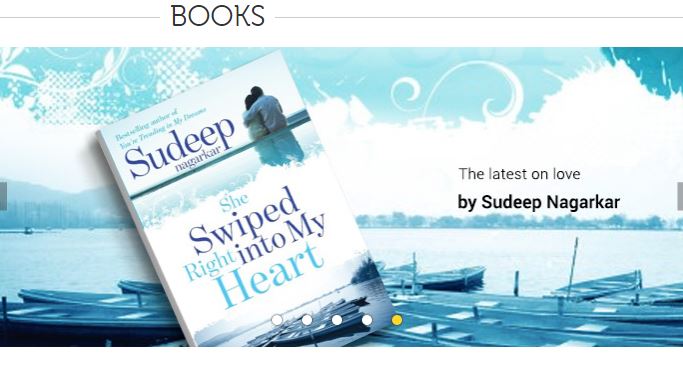 BOOKS
Bestselling author of
You're Trending in My Dreams
Sudeep
nagarkar
She
Swiped
Right into My
Heart
The latest on love
by Sudeep Nagarkar